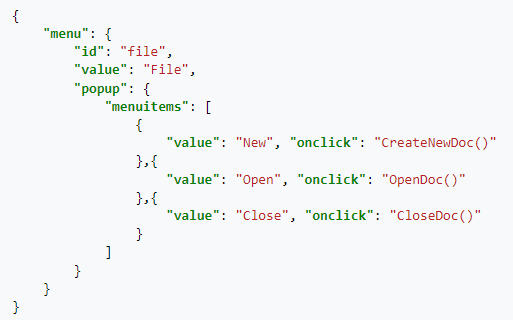 {
    "menu": {
        "id": "file",
        "value": "File",
        "popup": {
            "menuitems": [
                {
                    "value": "New", "onclick": "CreateNewDoc()"
                },{
                    "value": "Open", "onclick": "OpenDoc()"
                },{
                    "value": "Close", "onclick": "CloseDoc()"
                }
            ]
        }
    }
}